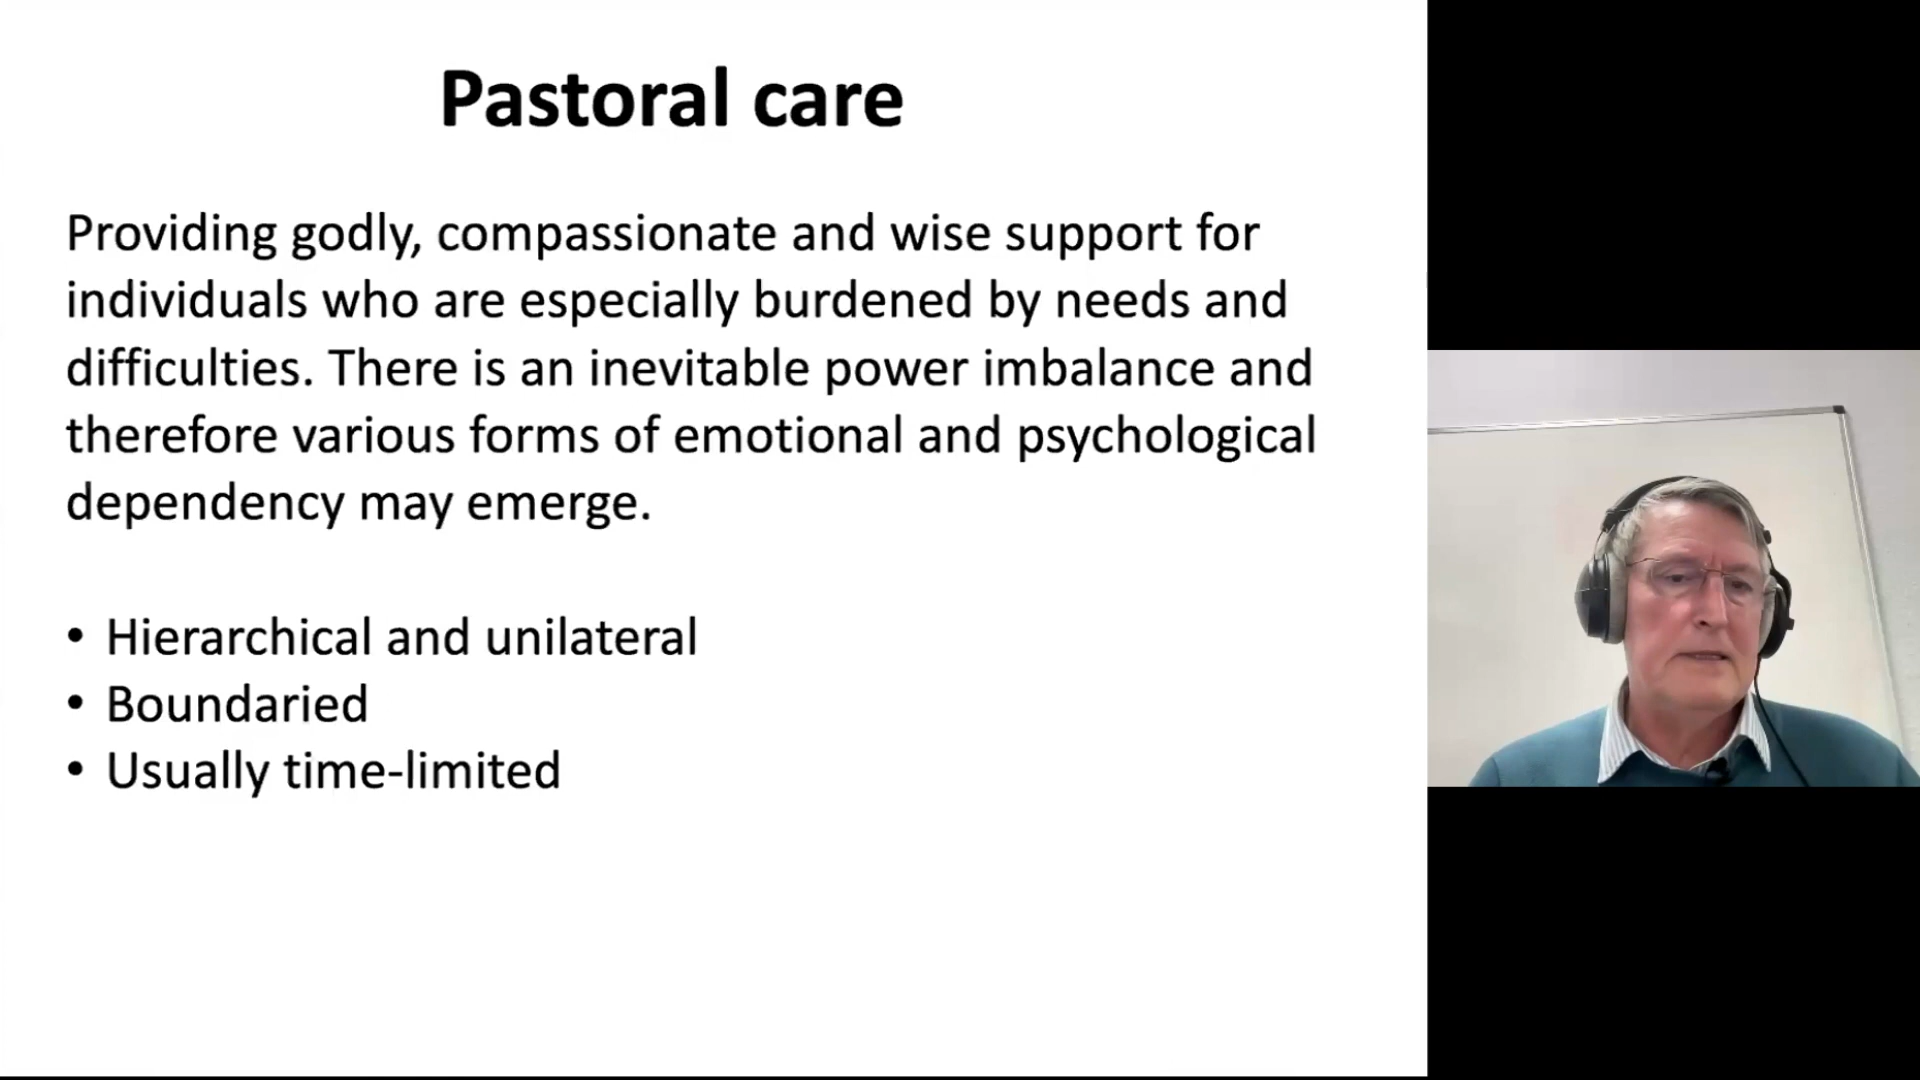 Pastoral care
Providing godly, compassionate and wise support for
individuals who are especially burdened by needs and
difficulties. There is an inevitable power imbalance and
therefore various forms of emotional and psychological
dependency may emerge.
• Hierarchical and unilateral
• Boundaried
• Usually time-limited